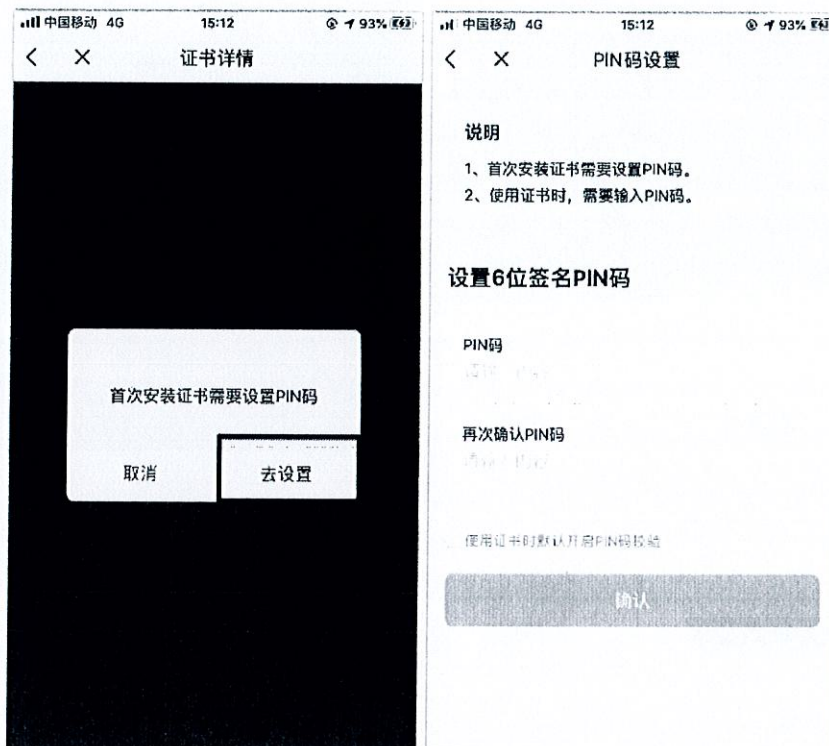 中国移动 4G 15:12 93%
证书详情
首次安装证书需要设置PIN码
取消 去设置
中国移动 4G 15:12 93%
PIN码设置
说明
1、首次安装证书需要设置PIN码。
2、使用证书时，需要输入PIN码。
设置6位签名PIN码
PIN码
再次确认PIN码
使用证书时默认开启PIN码校验
确认